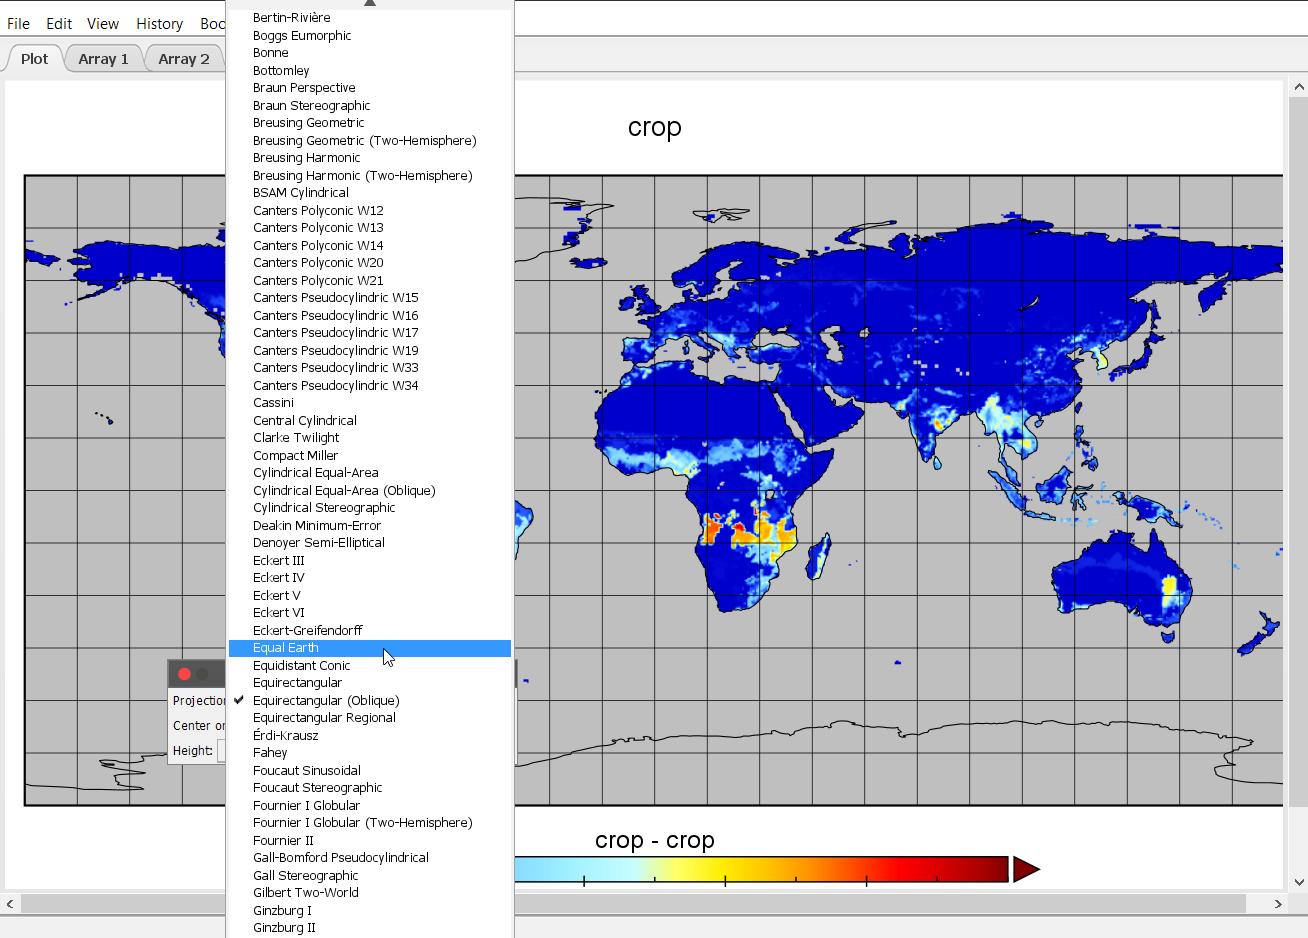 File Edit View History Boo
Plot Array 1 Array 2
crop
Bertin-Rivière
Boggs Eumorphic
Bonne
Bottomley
Braun Perspective
Braun Stereographic
Breusing Geometric
Breusing Geometric (Two-Hemisphere)
Breusing Harmonic
Breusing Harmonic (Two-Hemisphere)
BSAM Cylindrical
Canters Polyconic W12
Canters Polyconic W13
Canters Polyconic W14
Canters Polyconic W20
Canters Polyconic W21
Canters Pseudocylindric W15
Canters Pseudocylindric W16
Canters Pseudocylindric W17
Canters Pseudocylindric W19
Canters Pseudocylindric W33
Canters Pseudocylindric W34
Cassini
Central Cylindrical
Clarke Twilight
Compact Miller
Cylindrical Equal-Area
Cylindrical Equal-Area (Oblique)
Cylindrical Stereographic
Deakin Minimum-Error
Denoyer Semi-Elliptical
Eckert III
Eckert IV
Eckert V
Eckert VI
Eckert-Greifendorff
Equal Earth
Equidistant Conic
Equirectangular
Equirectangular (Oblique)
Equirectangular Regional
Érdi-Krausz
Fahey
Foucaut Sinusoidal
Foucaut Stereographic
Fournier I Globular
Fournier I Globular (Two-Hemisphere)
Fournier II
Gall-Bomford Pseudocylindrical
Gall Stereographic
Gilbert Two-World
Ginzburg I
Ginzburg II
Projection
Center on
Height:
crop - crop